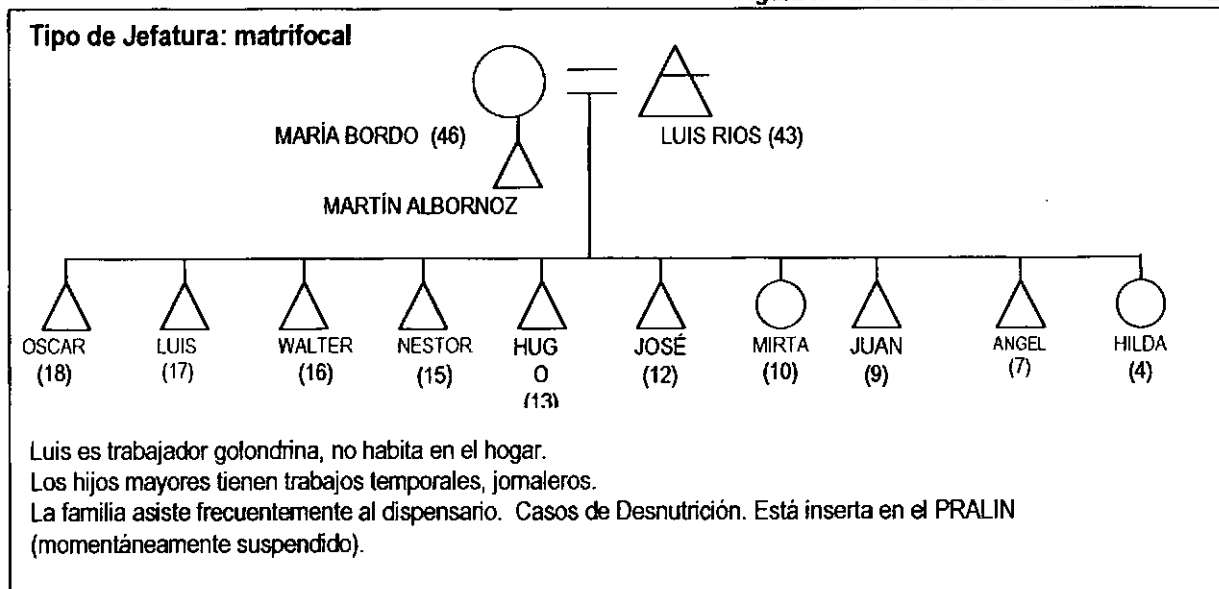 Tipo de Jefatura: matrifocal
MARÍA BORDO (46)
LUIS RIOS (43)
MARTÍN ALBORNOZ
OSCAR
(18)
LUIS
(17)
WALTER
(16)
NESTOR
(15)
HUG
O
(13)
JOSÉ
(12)
MIRTA
(10)
JUAN
(9)
ANGEL
(7)
HILDA
(4)
Luis es trabajador golondrina, no habita en el hogar.
Los hijos mayores tienen trabajos temporales, jornaleros.
La familia asiste frecuentemente al dispensario. Casos de Desnutrición. Está inserta en el PRALIN
(momentáneamente suspendido).